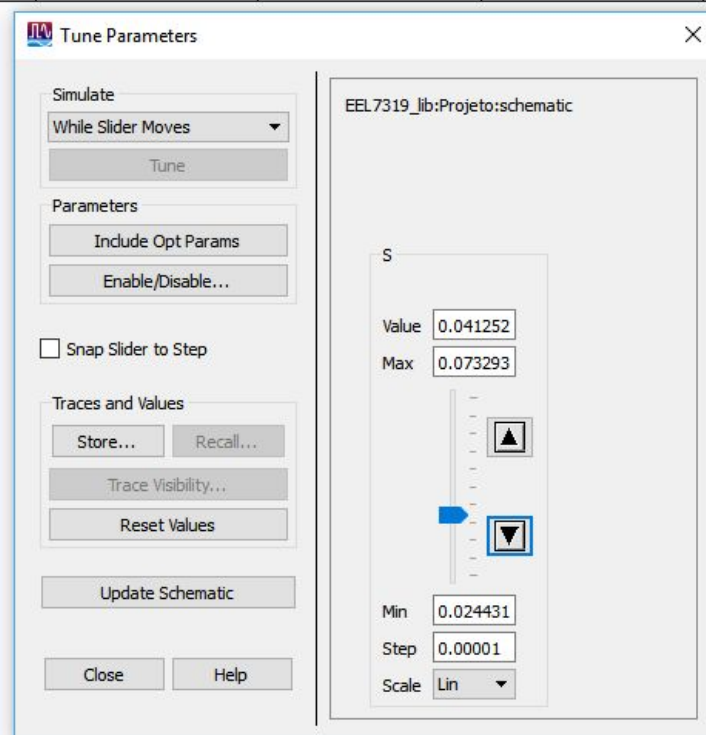 Tune Parameters
Simulate
While Slider Moves
Tune
Parameters
Include Opt Params
Enable/Disable...
Snap Slider to Step
Traces and Values
Store...
Recall...
Trace Visibility...
Reset Values
Update Schematic
Close
Help
EEL7319_lib:Projeto:schematic
S
Value 0.041252
Max 0.073293
Min 0.024431
Step 0.00001
Scale Lin